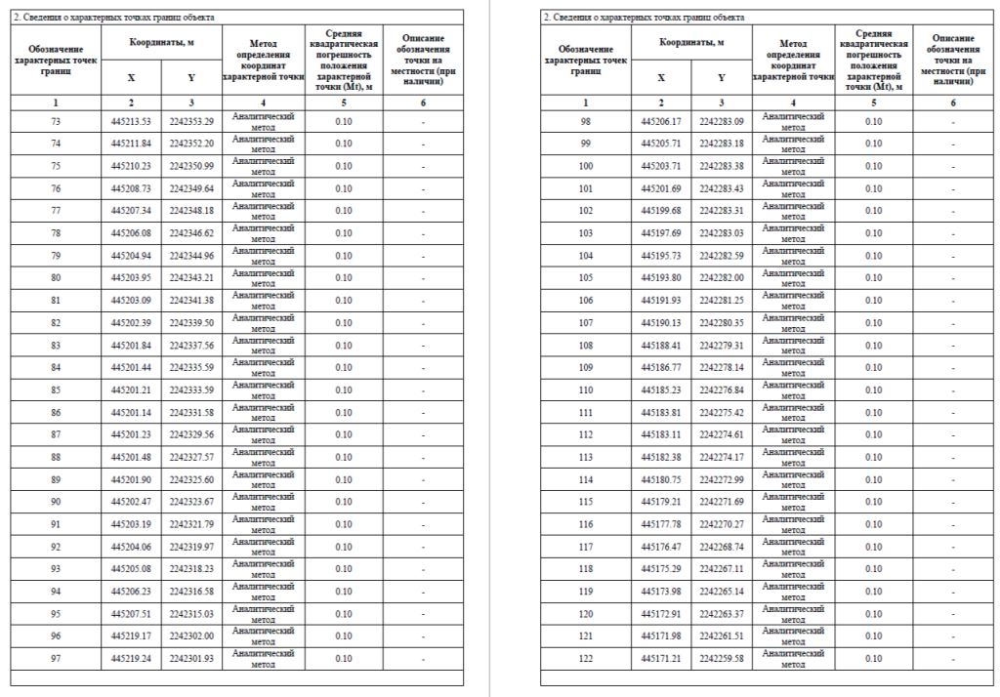 2. Сведения о характерных точках границ объекта
Обозначение характерных точек границ | Координаты, м | Метод определения координат характерной точки | Средняя квадратическая погрешность положения характерной точки (Mt), м | Описание обозначения точки на местности (при наличии)
X | Y
1 | 2 | 3 | 4 | 5 | 6
73 | 445213.53 | 2242353.29 | Аналитический метод | 0.10 | -
74 | 445211.84 | 2242352.20 | Аналитический метод | 0.10 | -
75 | 445210.23 | 2242350.99 | Аналитический метод | 0.10 | -
76 | 445208.73 | 2242349.64 | Аналитический метод | 0.10 | -
77 | 445207.34 | 2242348.18 | Аналитический метод | 0.10 | -
78 | 445206.08 | 2242346.62 | Аналитический метод | 0.10 | -
79 | 445204.94 | 2242344.96 | Аналитический метод | 0.10 | -
80 | 445203.95 | 2242343.21 | Аналитический метод | 0.10 | -
81 | 445203.09 | 2242341.38 | Аналитический метод | 0.10 | -
82 | 445202.39 | 2242339.50 | Аналитический метод | 0.10 | -
83 | 445201.84 | 2242337.56 | Аналитический метод | 0.10 | -
84 | 445201.44 | 2242335.59 | Аналитический метод | 0.10 | -
85 | 445201.21 | 2242333.59 | Аналитический метод | 0.10 | -
86 | 445201.14 | 2242331.58 | Аналитический метод | 0.10 | -
87 | 445201.23 | 2242329.56 | Аналитический метод | 0.10 | -
88 | 445201.48 | 2242327.57 | Аналитический метод | 0.10 | -
89 | 445201.90 | 2242325.60 | Аналитический метод | 0.10 | -
90 | 445202.47 | 2242323.67 | Аналитический метод | 0.10 | -
91 | 445203.19 | 2242321.79 | Аналитический метод | 0.10 | -
92 | 445204.06 | 2242319.97 | Аналитический метод | 0.10 | -
93 | 445205.08 | 2242318.23 | Аналитический метод | 0.10 | -
94 | 445206.23 | 2242316.58 | Аналитический метод | 0.10 | -
95 | 445207.51 | 2242315.03 | Аналитический метод | 0.10 | -
96 | 445219.17 | 2242302.00 | Аналитический метод | 0.10 | -
97 | 445219.24 | 2242301.93 | Аналитический метод | 0.10 | -
2. Сведения о характерных точках границ объекта
Обозначение характерных точек границ | Координаты, м | Метод определения координат характерной точки | Средняя квадратическая погрешность положения характерной точки (Mt), м | Описание обозначения точки на местности (при наличии)
X | Y
1 | 2 | 3 | 4 | 5 | 6
98 | 445206.17 | 2242283.09 | Аналитический метод | 0.10 | -
99 | 445205.71 | 2242283.18 | Аналитический метод | 0.10 | -
100 | 445203.71 | 2242283.38 | Аналитический метод | 0.10 | -
101 | 445201.69 | 2242283.43 | Аналитический метод | 0.10 | -
102 | 445199.68 | 2242283.31 | Аналитический метод | 0.10 | -
103 | 445197.69 | 2242283.03 | Аналитический метод | 0.10 | -
104 | 445195.73 | 2242282.59 | Аналитический метод | 0.10 | -
105 | 445193.80 | 2242282.00 | Аналитический метод | 0.10 | -
106 | 445191.93 | 2242281.25 | Аналитический метод | 0.10 | -
107 | 445190.13 | 2242280.35 | Аналитический метод | 0.10 | -
108 | 445188.41 | 2242279.31 | Аналитический метод | 0.10 | -
109 | 445186.77 | 2242278.14 | Аналитический метод | 0.10 | -
110 | 445185.23 | 2242276.84 | Аналитический метод | 0.10 | -
111 | 445183.81 | 2242275.42 | Аналитический метод | 0.10 | -
112 | 445183.11 | 2242274.61 | Аналитический метод | 0.10 | -
113 | 445182.38 | 2242274.17 | Аналитический метод | 0.10 | -
114 | 445180.75 | 2242272.99 | Аналитический метод | 0.10 | -
115 | 445179.21 | 2242271.69 | Аналитический метод | 0.10 | -
116 | 445177.78 | 2242270.27 | Аналитический метод | 0.10 | -
117 | 445176.47 | 2242268.74 | Аналитический метод | 0.10 | -
118 | 445175.29 | 2242267.11 | Аналитический метод | 0.10 | -
119 | 445173.98 | 2242265.14 | Аналитический метод | 0.10 | -
120 | 445172.91 | 2242263.37 | Аналитический метод | 0.10 | -
121 | 445171.98 | 2242261.51 | Аналитический метод | 0.10 | -
122 | 445171.21 | 2242259.58 | Аналитический метод | 0.10 | -